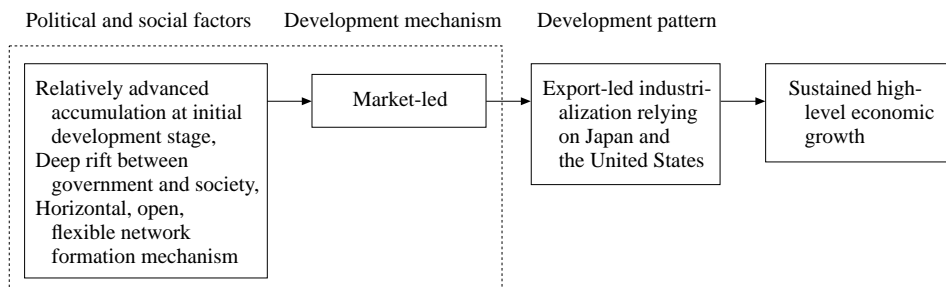 Political and social factors
Development mechanism
Development pattern
Relatively advanced
accumulation at initial
development stage,
Deep rift between
government and society,
Horizontal, open,
flexible network
formation mechanism
Market-led
Export-led industri-
alization relying
on Japan and
the United States
Sustained high-
level economic
growth